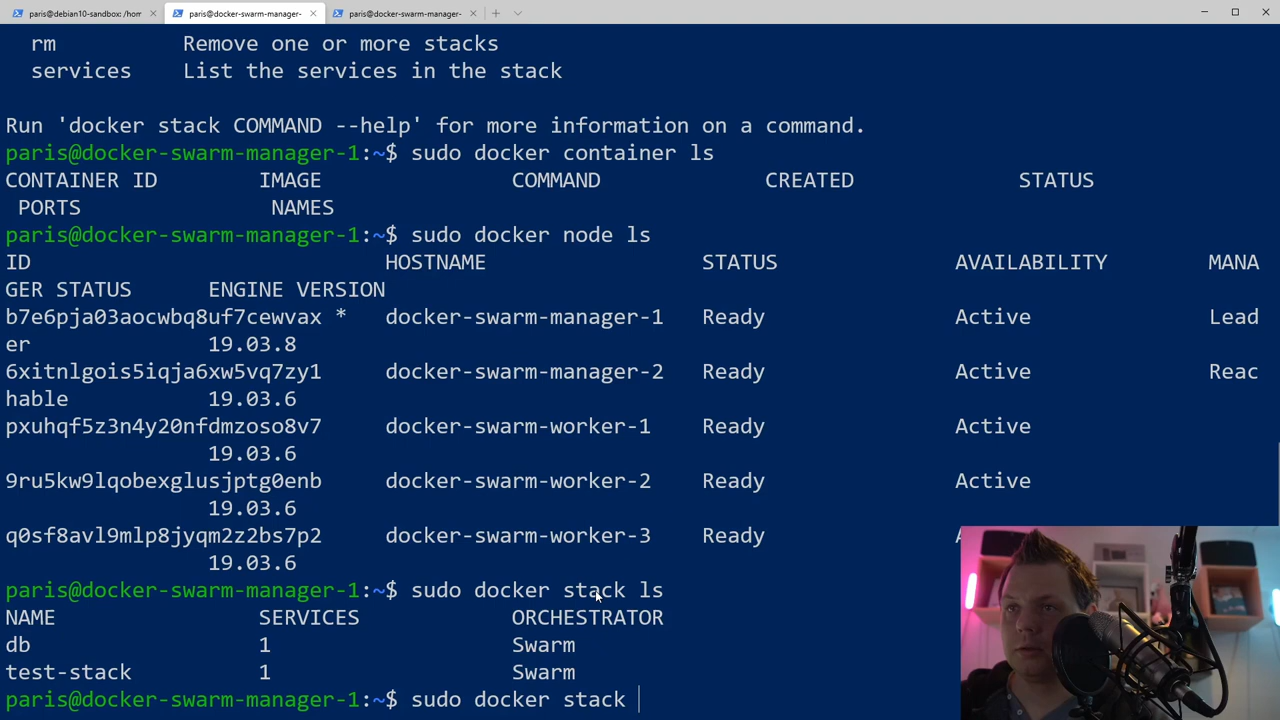 paris@debian10-sandbox: /hom
paris@docker-swarm-manager-
paris@docker-swarm-manager-
rm Remove one or more stacks
services List the services in the stack
Run 'docker stack COMMAND --help' for more information on a command.
paris@docker-swarm-manager-1:~$ sudo docker container ls
CONTAINER ID IMAGE COMMAND CREATED STATUS
PORTS NAMES
paris@docker-swarm-manager-1:~$ sudo docker node ls
ID HOSTNAME STATUS AVAILABILITY MANA
GER STATUS ENGINE VERSION
b7e6pja03aocwbq8uf7cewvax * docker-swarm-manager-1 Ready Active Lead
er 19.03.8
6xitnlgois5iqja6xw5vq7zy1 docker-swarm-manager-2 Ready Active Reac
hable 19.03.6
pxuhqf5z3n4y20nfdmzoso8v7 docker-swarm-worker-1 Ready Active
19.03.6
9ru5kw9lqobexglusjptg0enb docker-swarm-worker-2 Ready Active
19.03.6
q0sf8avl9mlp8jyqm2z2bs7p2 docker-swarm-worker-3 Ready
19.03.6
paris@docker-swarm-manager-1:~$ sudo docker stack ls
NAME SERVICES ORCHESTRATOR
db 1 Swarm
test-stack 1 Swarm
paris@docker-swarm-manager-1:~$ sudo docker stack